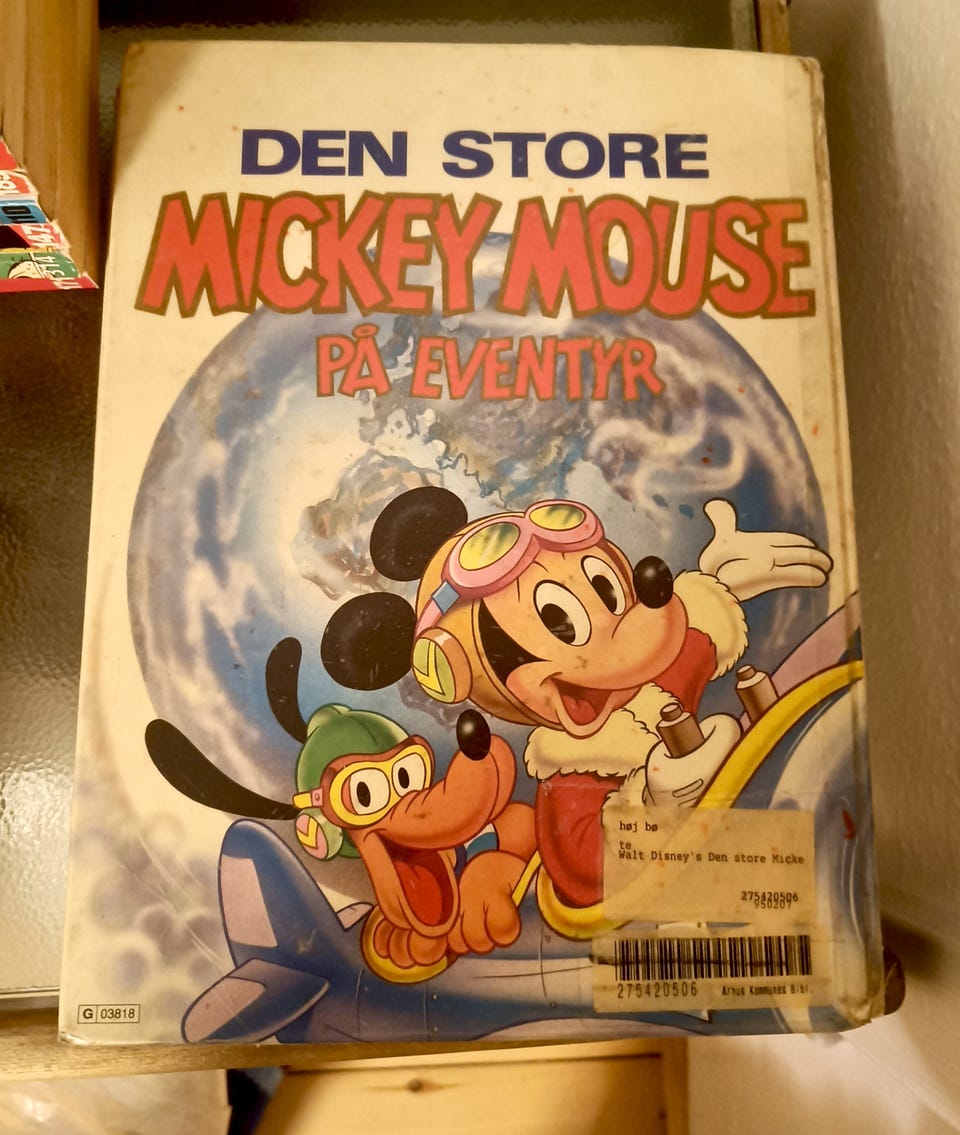 DEN STORE
MICKEY MOUSE
PÅ EVENTYR
høj bø
te
Walt Disney's Den store Micke
275420506
950207
275420506 Århus Kommunes Bibl.
G 03818